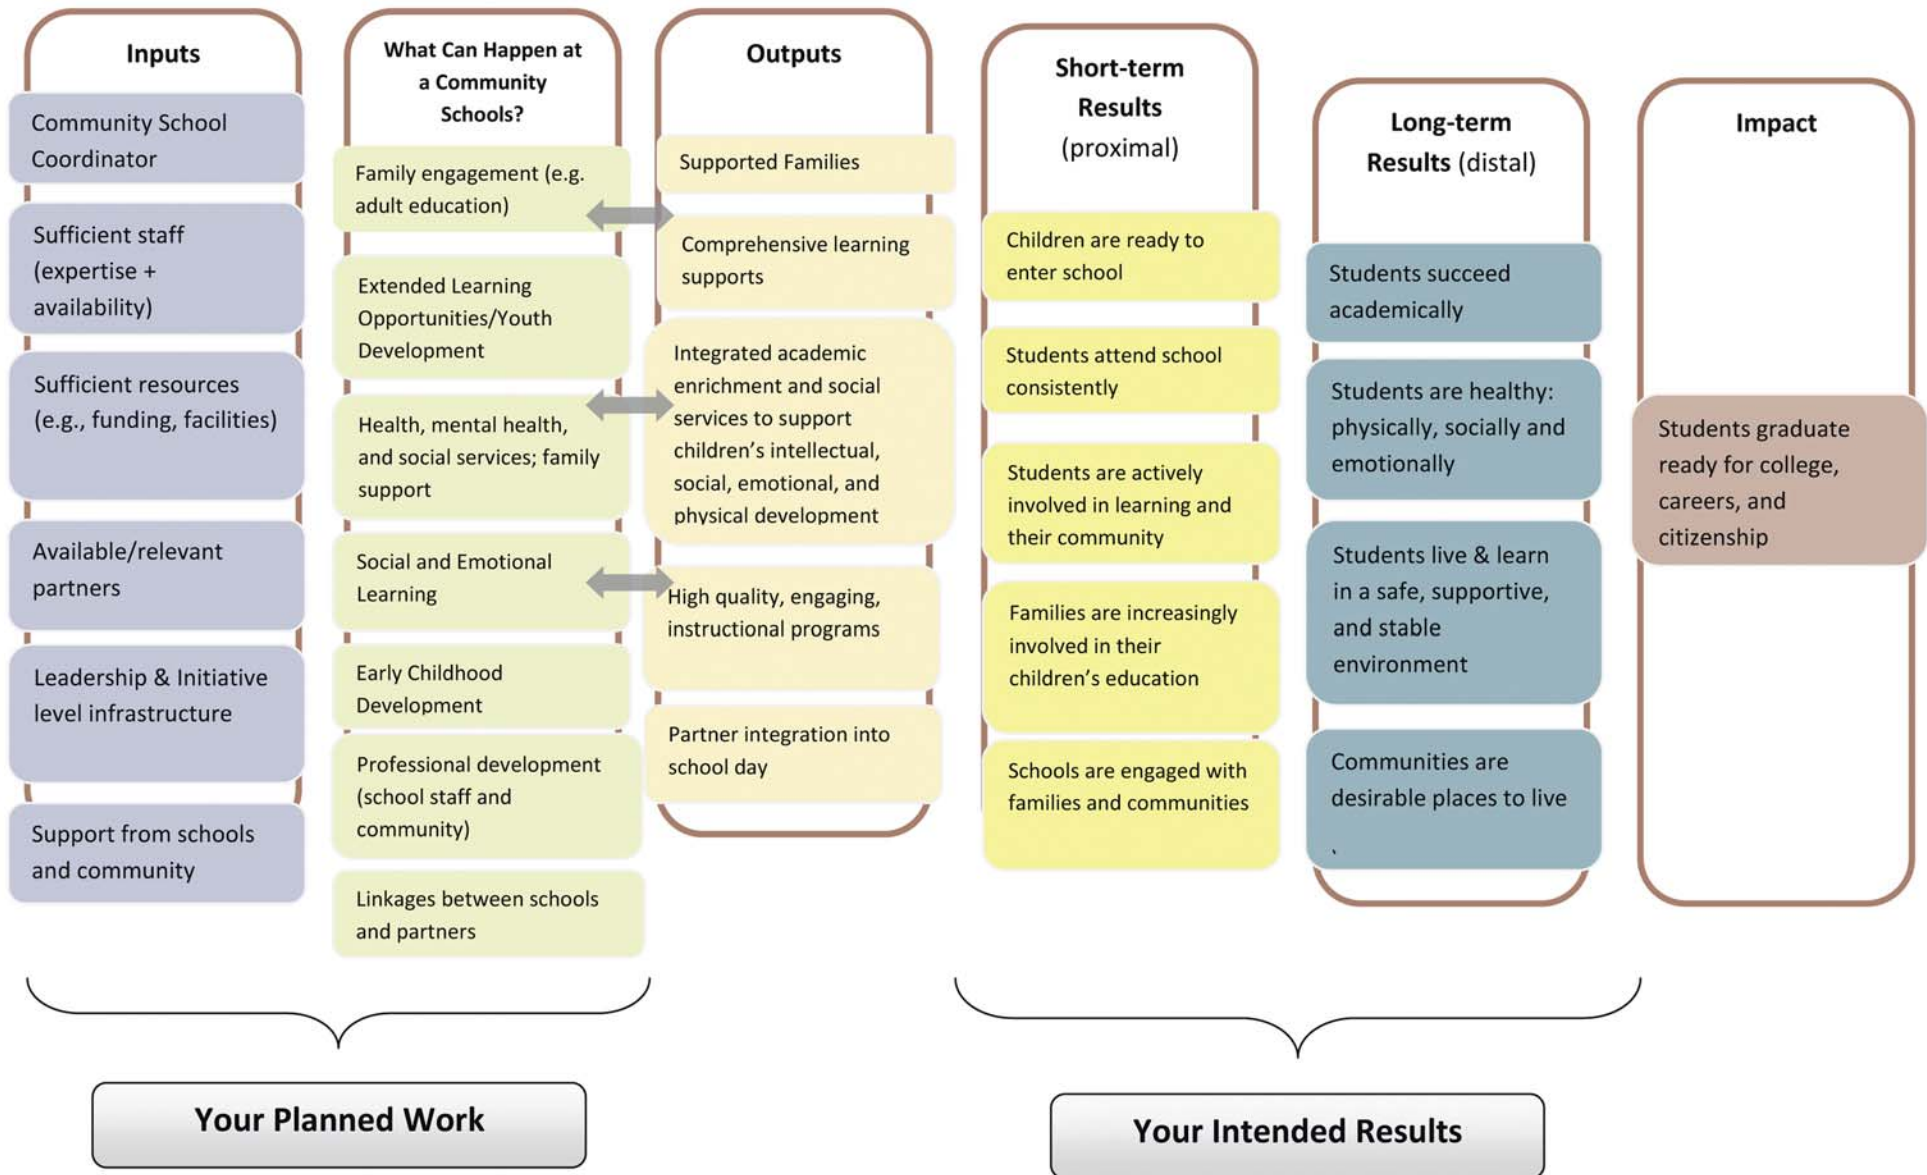 Inputs
Community School
Coordinator
Sufficient staff
(expertise +
availability)
Sufficient resources
(e.g., funding, facilities)
Available/relevant
partners
Leadership & Initiative
level infrastructure
Support from schools
and community
What Can Happen at
a Community
Schools?
Family engagement (e.g.
adult education)
Extended Learning
Opportunities/Youth
Development
Health, mental health,
and social services; family
support
Social and Emotional
Learning
Early Childhood
Development
Professional development
(school staff and
community)
Linkages between schools
and partners
Outputs
Supported Families
Comprehensive learning
supports
Integrated academic
enrichment and social
services to support
children's intellectual,
social, emotional, and
physical development
High quality, engaging,
instructional programs
Partner integration into
school day
Short-term
Results
(proximal)
Children are ready to
enter school
Students attend school
consistently
Students are actively
involved in learning and
their community
Families are increasingly
involved in their
children's education
Schools are engaged with
families and communities
Long-term
Results (distal)
Students succeed
academically
Students are healthy:
physically, socially and
emotionally
Students live & learn
in a safe, supportive,
and stable
environment
Communities are
desirable places to live
`
Impact
Students graduate
ready for college,
careers, and
citizenship
Your Planned Work
Your Intended Results